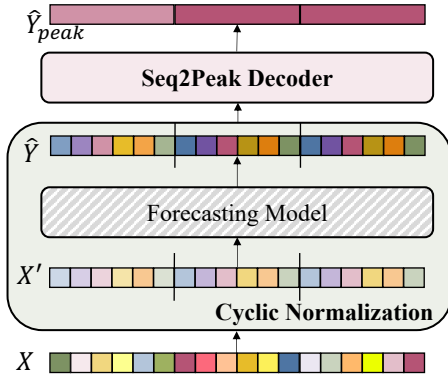 Ŷ_peak
Seq2Peak Decoder
Ŷ
Forecasting Model
X′
Cyclic Normalization
X